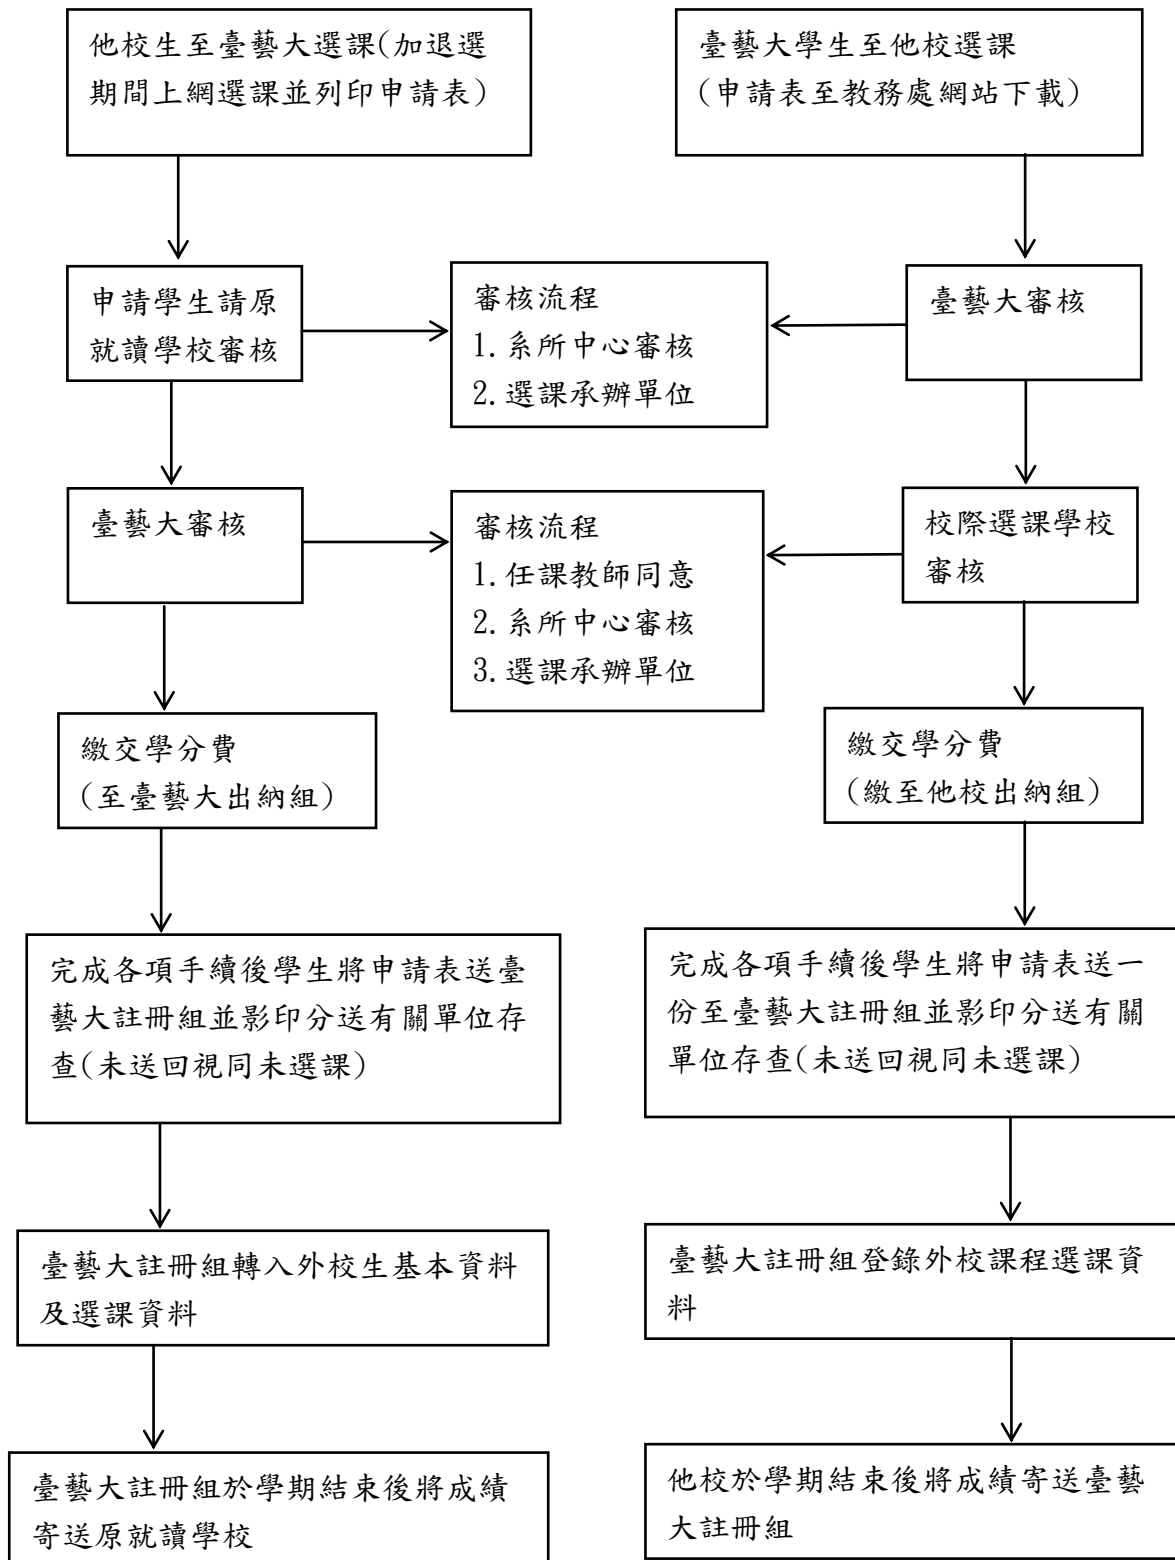 他校生至臺藝大選課(加退選
期間上網選課並列印申請表)
臺藝大學生至他校選課
(申請表至教務處網站下載)
申請學生請原
就讀學校審核
審核流程
1.系所中心審核
2.選課承辦單位
臺藝大審核
臺藝大審核
審核流程
1.任課教師同意
2.系所中心審核
3.選課承辦單位
校際選課學校
審核
繳交學分費
(至臺藝大出納組)
繳交學分費
(繳至他校出納組)
完成各項手續後學生將申請表送臺
藝大註冊組並影印分送有關單位存
查(未送回視同未選課)
完成各項手續後學生將申請表送一
份至臺藝大註冊組並影印分送有關
單位存查(未送回視同未選課)
臺藝大註冊組轉入外校生基本資料
及選課資料
臺藝大註冊組登錄外校課程選課資
料
臺藝大註冊組於學期結束後將成績
寄送原就讀學校
他校於學期結束後將成績寄送臺藝
大註冊組